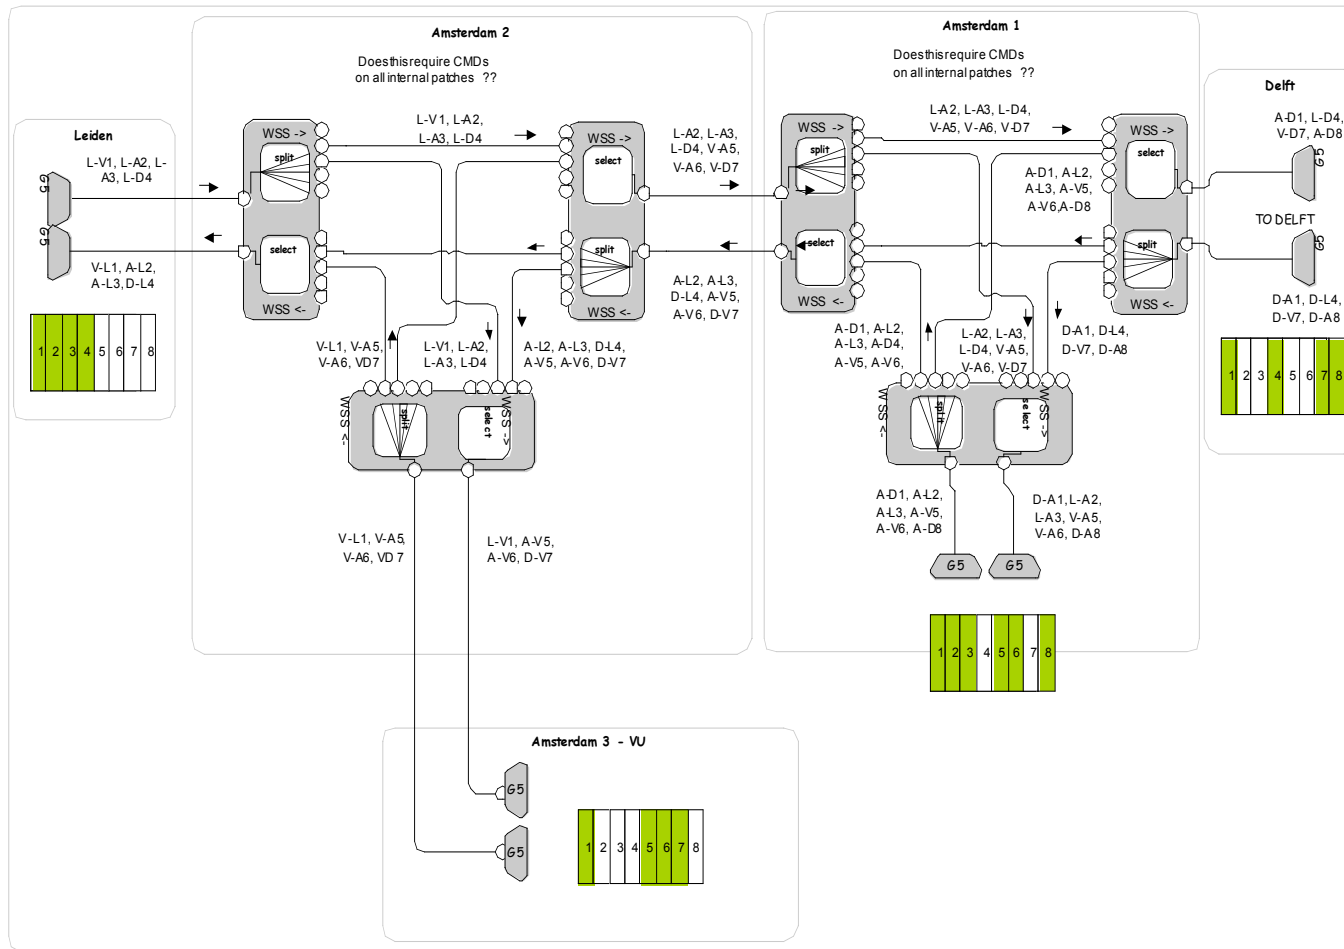 Amsterdam 2
Does this require CMDs
on all internal patches ??
Amsterdam 1
Does this require CMDs
on all internal patches ??
Delft
A-D1, L-D4,
V-D7, A-D8
G5
TO DELFT
G5
D-A1, D-L4,
D-V7, D-A8
1 2 3 4 5 6 7 8
Leiden
L-V1, L-A2, L-
A3, L-D4
G5
G5
V-L1, A-L2,
A-L3, D-L4
1 2 3 4 5 6 7 8
WSS ->
split
select
WSS <-
L-V1, L-A2,
L-A3, L-D4
WSS ->
select
split
WSS <-
L-A2, L-A3,
L-D4, V-A5,
V-A6, V-D7
A-L2, A-L3,
D-L4, A-V5,
A-V6, D-V7
V-L1, V-A5,
V-A6, VD7
L-V1, L-A2,
L-A3, L-D4
A-L2, A-L3, D-L4,
A-V5, A-V6, D-V7
WSS <-
split
select
WSS ->
V-L1, V-A5,
V-A6, VD7
L-V1, A-V5,
A-V6, D-V7
WSS ->
split
select
WSS <-
L-A2, L-A3, L-D4,
V-A5, V-A6, V-D7
WSS ->
select
split
WSS <-
A-D1, A-L2,
A-L3, A-V5,
A-V6,A-D8
A-D1, A-L2,
A-L3, A-D4,
A-V5, A-V6,
L-A2, L-A3,
L-D4, V-A5,
V-A6, V-D7
D-A1, D-L4,
D-V7, D-A8
WSS <-
split
select
WSS ->
A-D1, A-L2,
A-L3, A-V5,
A-V6, A-D8
D-A1, L-A2,
L-A3, V-A5,
V-A6, D-A8
G5
G5
1 2 3 4 5 6 7 8
Amsterdam 3 - VU
G5
G5
1 2 3 4 5 6 7 8